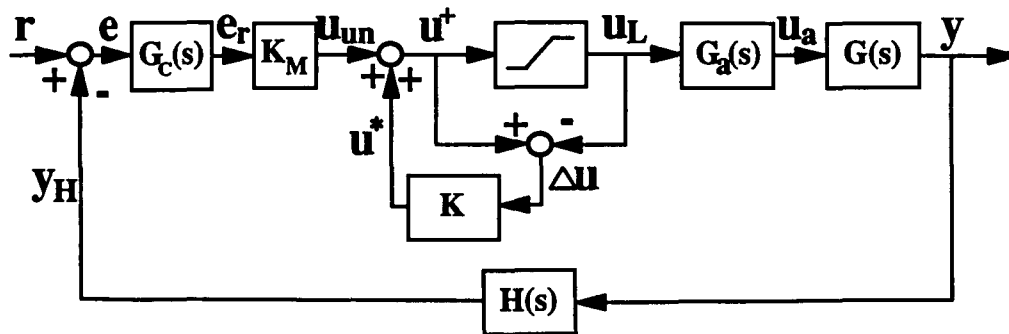 r e G_c(s) e_r K_M u_un u^+ u_L G_a(s) u_a G(s) y
+ - + + + -
u^* Δu
y_H K
H(s)